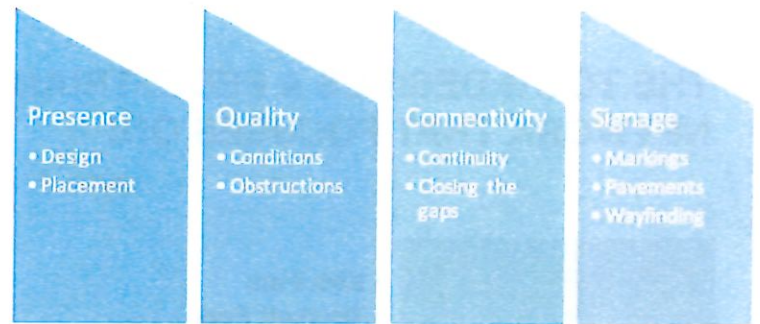 Presence
• Design
• Placement
Quality
• Conditions
• Obstructions
Connectivity
• Continuity
• Closing the
gaps
Signage
• Markings
• Pavements
• Wayfinding